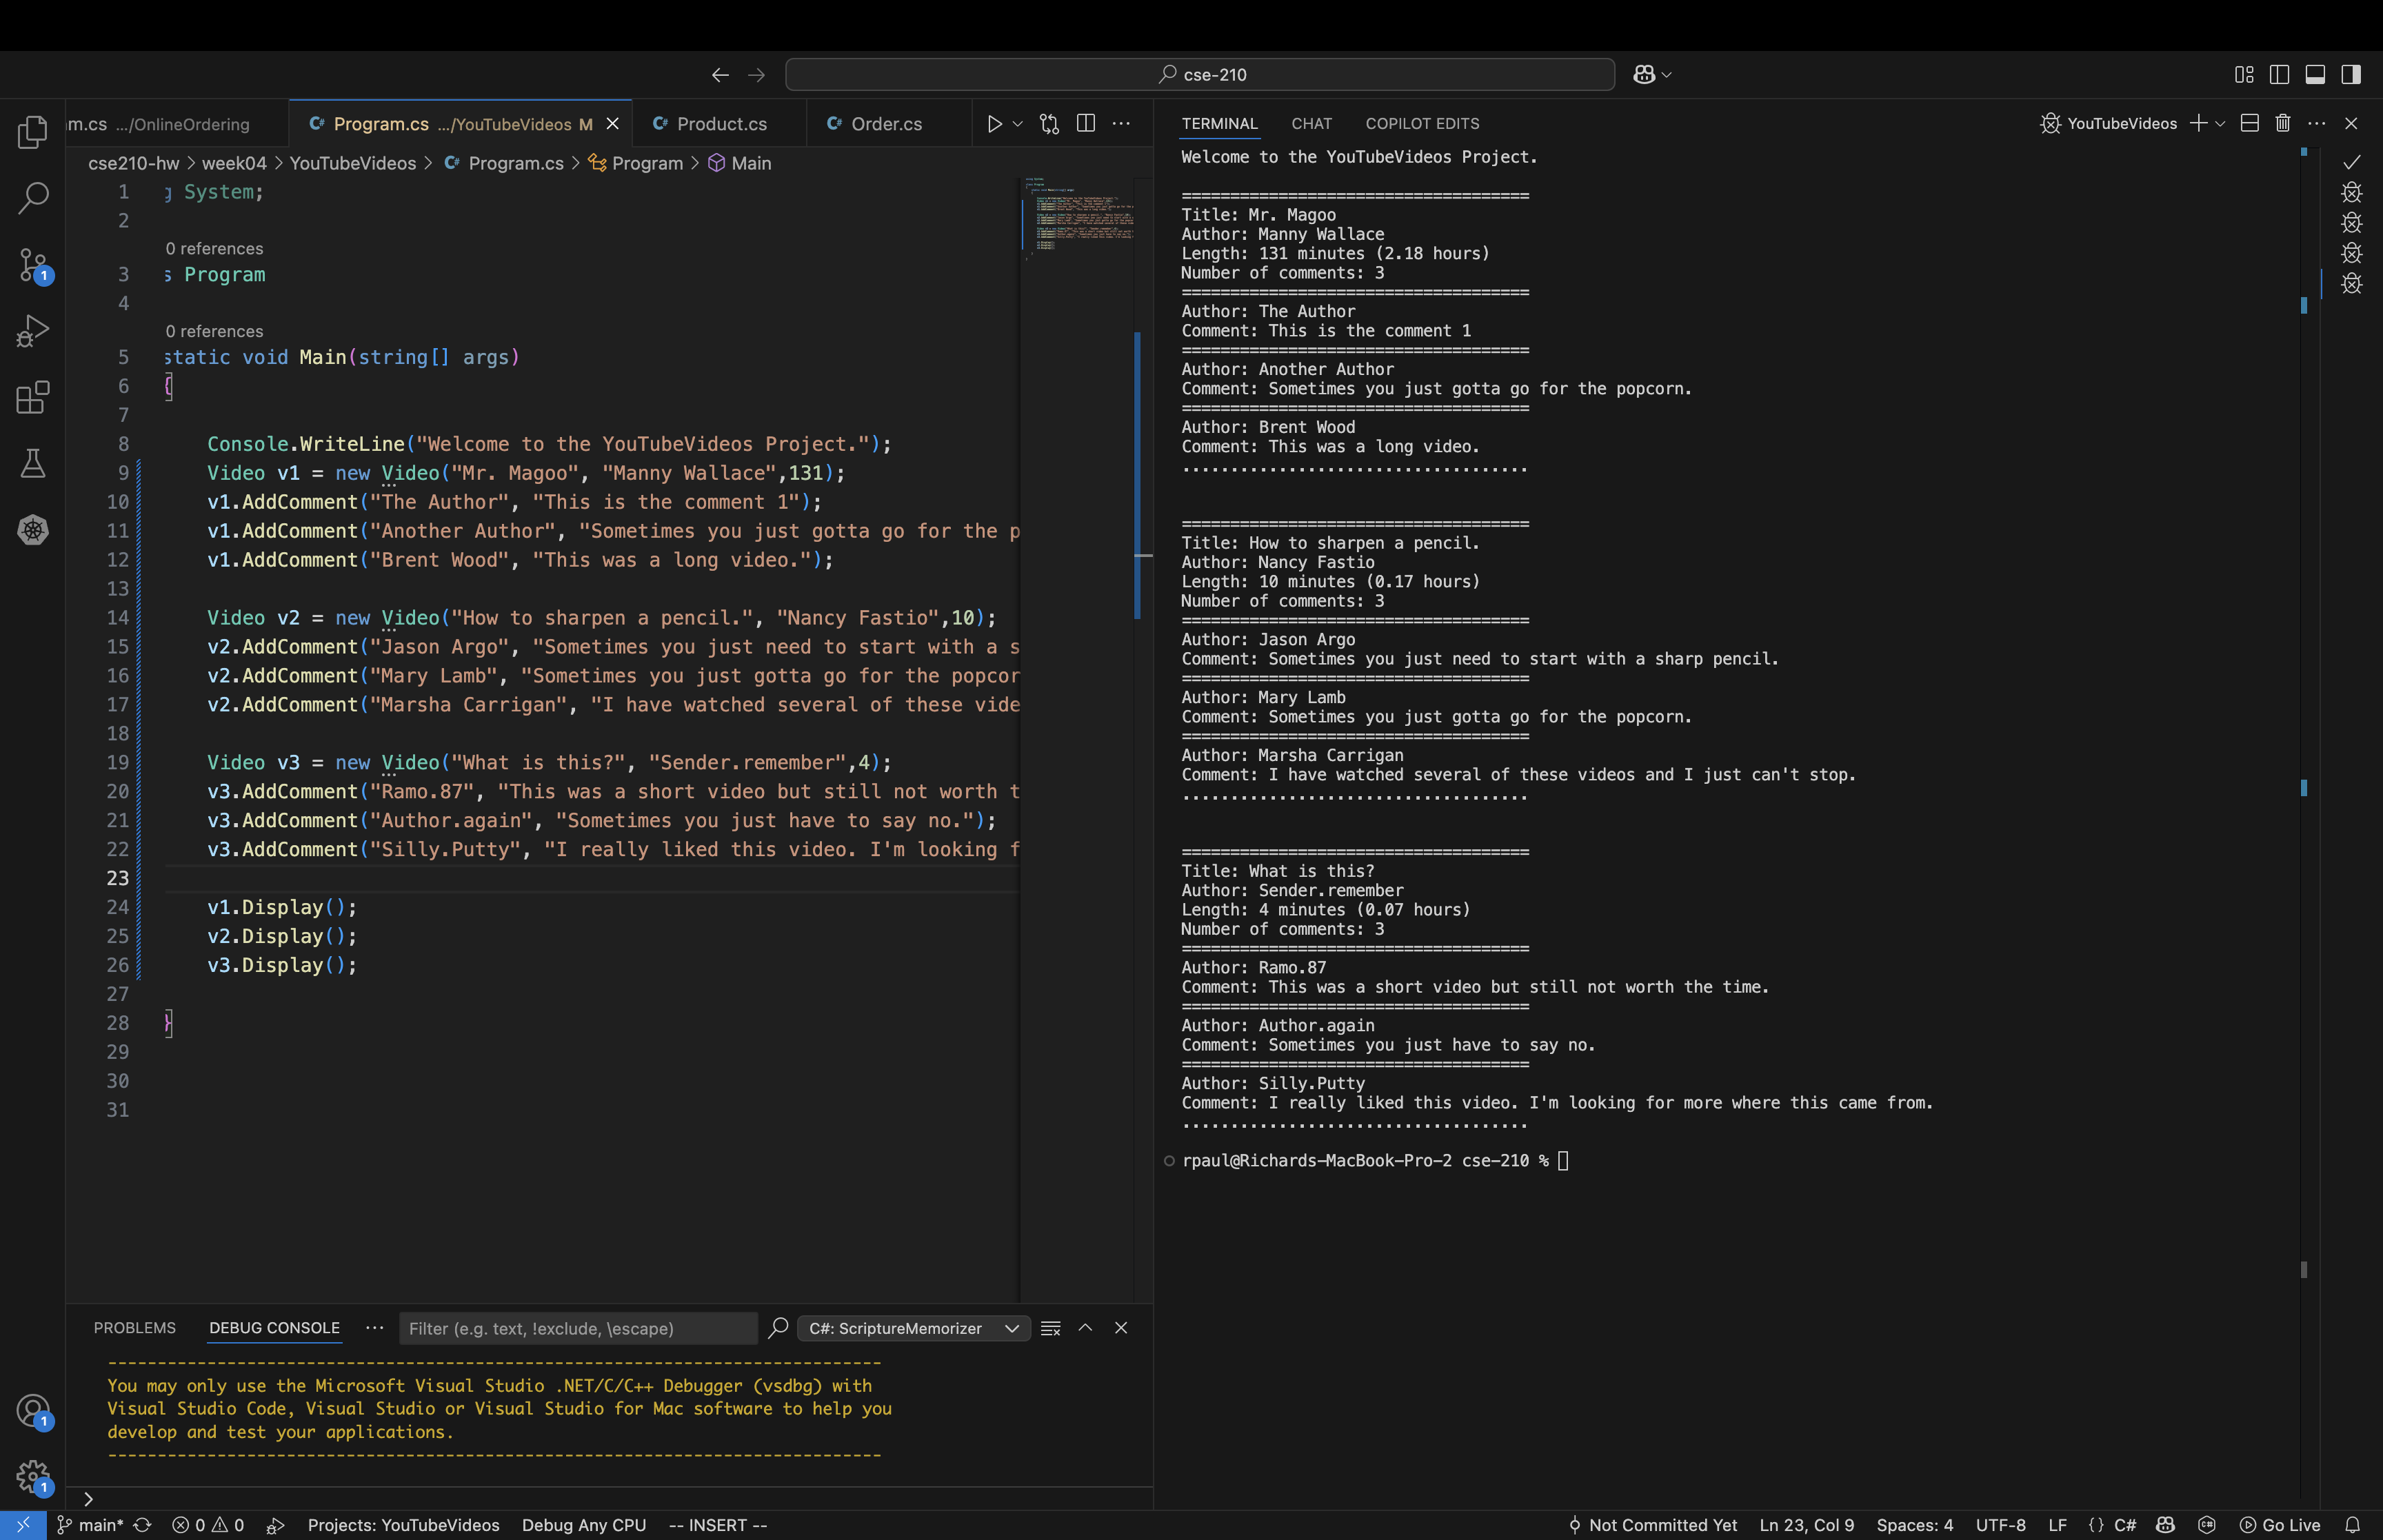 cse-210
m.cs .../OnlineOrdering
C# Program.cs .../YouTubeVideos M
C# Product.cs
C# Order.cs
cse210-hw > week04 > YouTubeVideos > C# Program.cs > Program > Main
1 g System;
2
0 references
3 s Program
4
0 references
5 static void Main(string[] args)
6 {
7
8 Console.WriteLine("Welcome to the YouTubeVideos Project.");
9 Video v1 = new Video("Mr. Magoo", "Manny Wallace",131);
10 v1.AddComment("The Author", "This is the comment 1");
11 v1.AddComment("Another Author", "Sometimes you just gotta go for the p
12 v1.AddComment("Brent Wood", "This was a long video.");
13
14 Video v2 = new Video("How to sharpen a pencil.", "Nancy Fastio",10);
15 v2.AddComment("Jason Argo", "Sometimes you just need to start with a s
16 v2.AddComment("Mary Lamb", "Sometimes you just gotta go for the popcor
17 v2.AddComment("Marsha Carrigan", "I have watched several of these vide
18
19 Video v3 = new Video("What is this?", "Sender.remember",4);
20 v3.AddComment("Ramo.87", "This was a short video but still not worth t
21 v3.AddComment("Author.again", "Sometimes you just have to say no.");
22 v3.AddComment("Silly.Putty", "I really liked this video. I'm looking f
23
24 v1.Display();
25 v2.Display();
26 v3.Display();
27
28 }
29
30
31
PROBLEMS
DEBUG CONSOLE
Filter (e.g. text, !exclude, \escape)
C#: ScriptureMemorizer
-------------------------------------------------------------------
You may only use the Microsoft Visual Studio .NET/C/C++ Debugger (vsdbg) with
Visual Studio Code, Visual Studio or Visual Studio for Mac software to help you
develop and test your applications.
-------------------------------------------------------------------
>
TERMINAL
CHAT
COPILOT EDITS
YouTubeVideos
Welcome to the YouTubeVideos Project.
====================================
Title: Mr. Magoo
Author: Manny Wallace
Length: 131 minutes (2.18 hours)
Number of comments: 3
====================================
Author: The Author
Comment: This is the comment 1
====================================
Author: Another Author
Comment: Sometimes you just gotta go for the popcorn.
====================================
Author: Brent Wood
Comment: This was a long video.
....................................
====================================
Title: How to sharpen a pencil.
Author: Nancy Fastio
Length: 10 minutes (0.17 hours)
Number of comments: 3
====================================
Author: Jason Argo
Comment: Sometimes you just need to start with a sharp pencil.
====================================
Author: Mary Lamb
Comment: Sometimes you just gotta go for the popcorn.
====================================
Author: Marsha Carrigan
Comment: I have watched several of these videos and I just can't stop.
....................................
====================================
Title: What is this?
Author: Sender.remember
Length: 4 minutes (0.07 hours)
Number of comments: 3
====================================
Author: Ramo.87
Comment: This was a short video but still not worth the time.
====================================
Author: Author.again
Comment: Sometimes you just have to say no.
====================================
Author: Silly.Putty
Comment: I really liked this video. I'm looking for more where this came from.
....................................
rpaul@Richards-MacBook-Pro-2 cse-210 %
1
1
1
main* 0 0 Projects: YouTubeVideos Debug Any CPU -- INSERT -- Not Committed Yet Ln 23, Col 9 Spaces: 4 UTF-8 LF {} C# Go Live